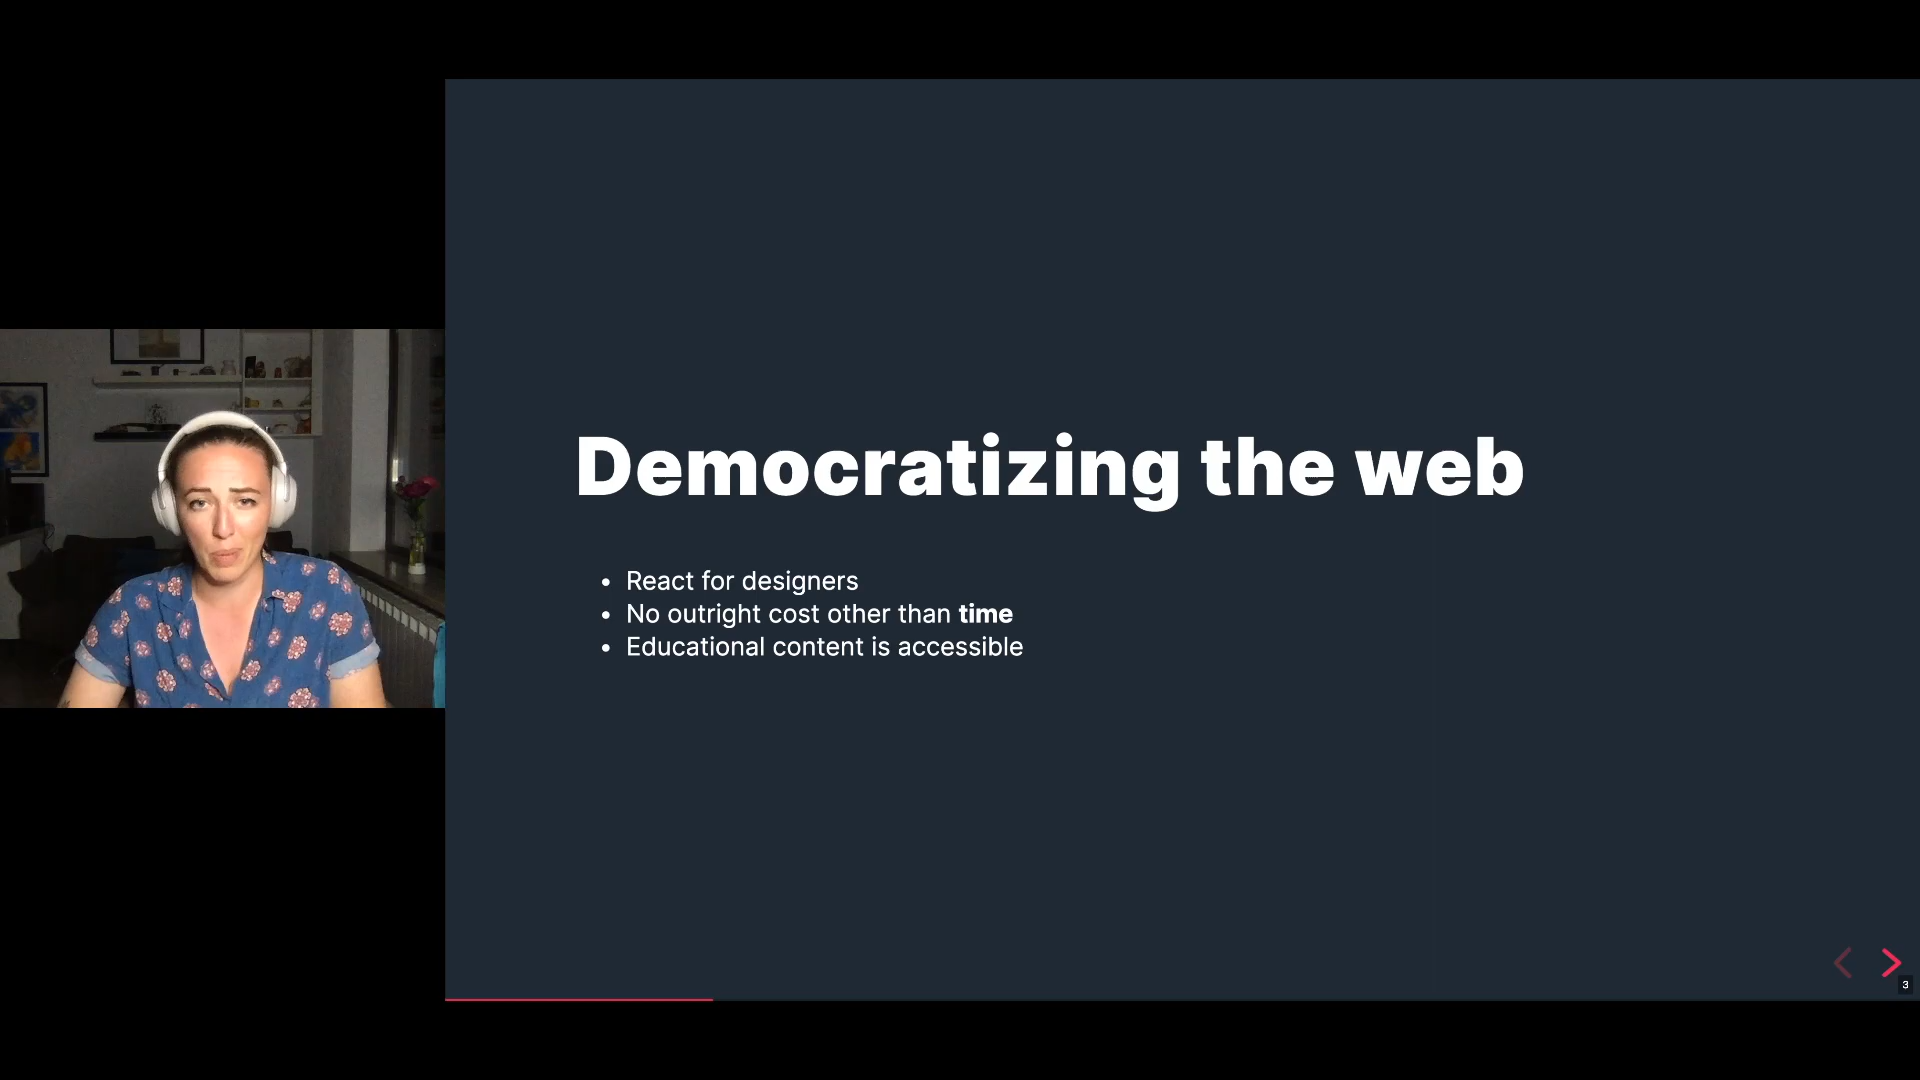 Democratizing the web
React for designers
No outright cost other than time
Educational content is accessible
3